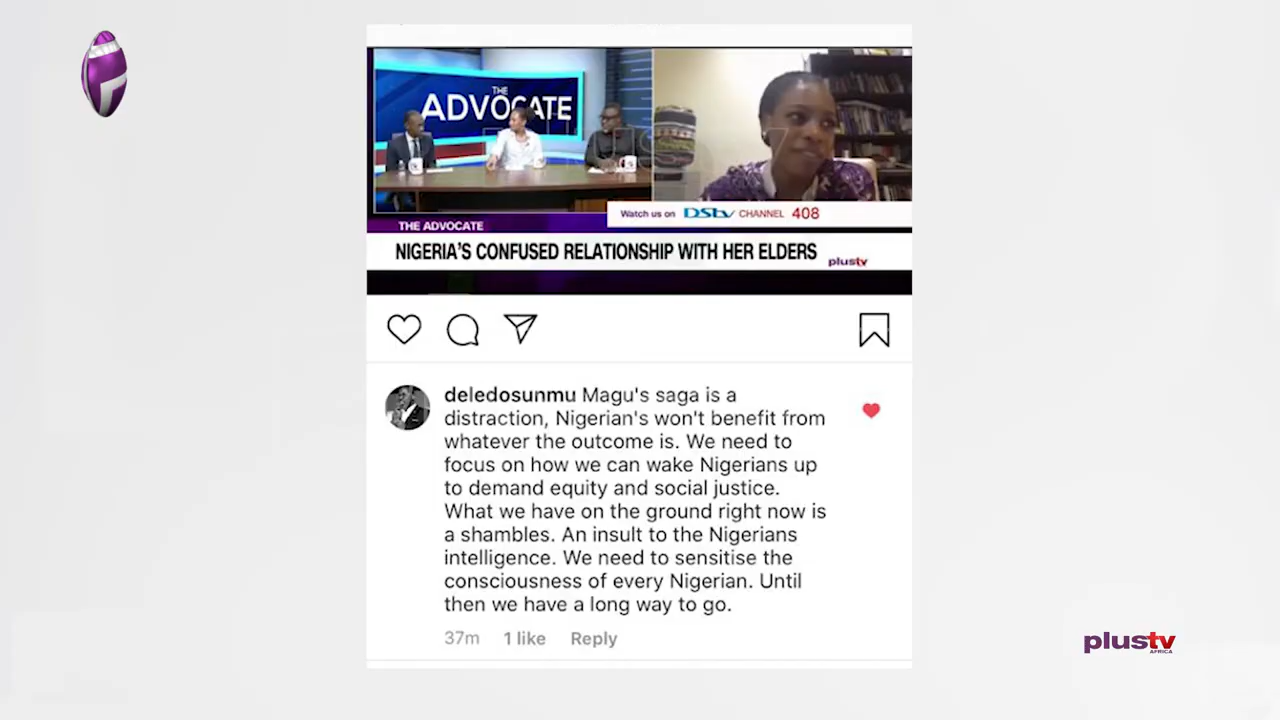 THE
ADVOCATE
Watch us on DStv CHANNEL 408
THE ADVOCATE
NIGERIA'S CONFUSED RELATIONSHIP WITH HER ELDERS
plustv
deledosunmu Magu's saga is a
distraction, Nigerian's won't benefit from
whatever the outcome is. We need to
focus on how we can wake Nigerians up
to demand equity and social justice.
What we have on the ground right now is
a shambles. An insult to the Nigerians
intelligence. We need to sensitise the
consciousness of every Nigerian. Until
then we have a long way to go.
37m 1 like Reply
plustv
AFRICA